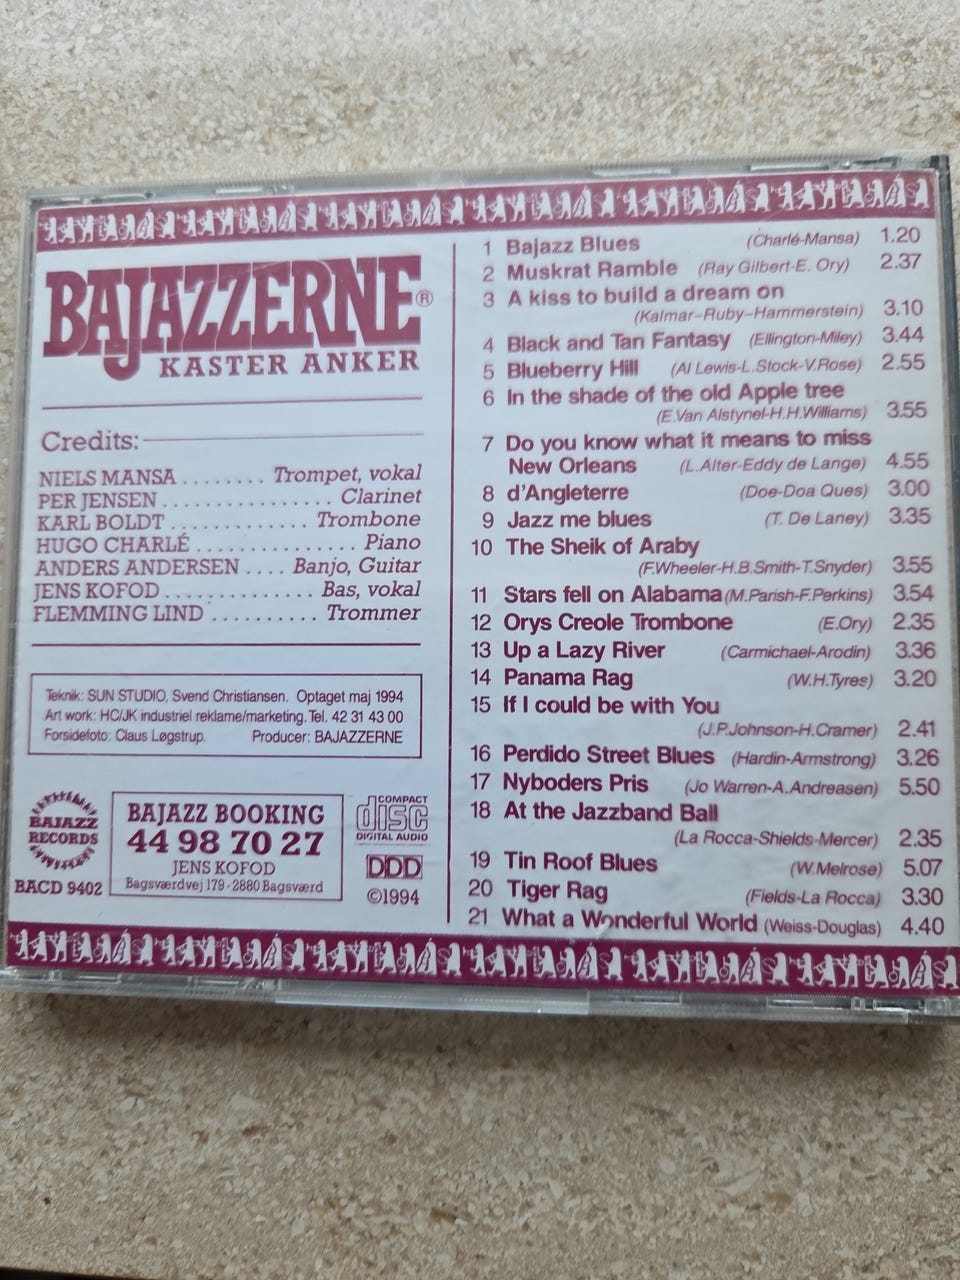 BAJAZZERNE®
KASTER ANKER
Credits:
NIELS MANSA ........ Trompet, vokal
PER JENSEN ............... Clarinet
KARL BOLDT ............. Trombone
HUGO CHARLÉ .............. Piano
ANDERS ANDERSEN .... Banjo, Guitar
JENS KOFOD .............. Bas, vokal
FLEMMING LIND .......... Trommer
Teknik: SUN STUDIO, Svend Christiansen. Optaget maj 1994
Art work: HC/JK industriel reklame/marketing. Tel. 42 31 43 00
Forsidefoto: Claus Løgstrup. Producer: BAJAZZERNE
BAJAZZ
RECORDS
BACD 9402
BAJAZZ BOOKING
44 98 70 27
JENS KOFOD
Bagsværdvej 179 - 2880 Bagsværd
COMPACT
disc
DIGITAL AUDIO
DDD
©1994
1 Bajazz Blues (Charlé-Mansa) 1.20
2 Muskrat Ramble (Ray Gilbert-E. Ory) 2.37
3 A kiss to build a dream on
(Kalmar-Ruby-Hammerstein) 3.10
4 Black and Tan Fantasy (Ellington-Miley) 3.44
5 Blueberry Hill (Al Lewis-L.Stock-V.Rose) 2.55
6 In the shade of the old Apple tree
(E.Van Alstynel-H.H.Williams) 3.55
7 Do you know what it means to miss
New Orleans (L.Alter-Eddy de Lange) 4.55
8 d'Angleterre (Doe-Doa Ques) 3.00
9 Jazz me blues (T. De Laney) 3.35
10 The Sheik of Araby
(F.Wheeler-H.B.Smith-T.Snyder) 3.55
11 Stars fell on Alabama (M.Parish-F.Perkins) 3.54
12 Orys Creole Trombone (E.Ory) 2.35
13 Up a Lazy River (Carmichael-Arodin) 3.36
14 Panama Rag (W.H.Tyres) 3.20
15 If I could be with You
(J.P.Johnson-H.Cramer) 2.41
16 Perdido Street Blues (Hardin-Armstrong) 3.26
17 Nyboders Pris (Jo Warren-A.Andreasen) 5.50
18 At the Jazzband Ball
(La Rocca-Shields-Mercer) 2.35
19 Tin Roof Blues (W.Melrose) 5.07
20 Tiger Rag (Fields-La Rocca) 3.30
21 What a Wonderful World (Weiss-Douglas) 4.40